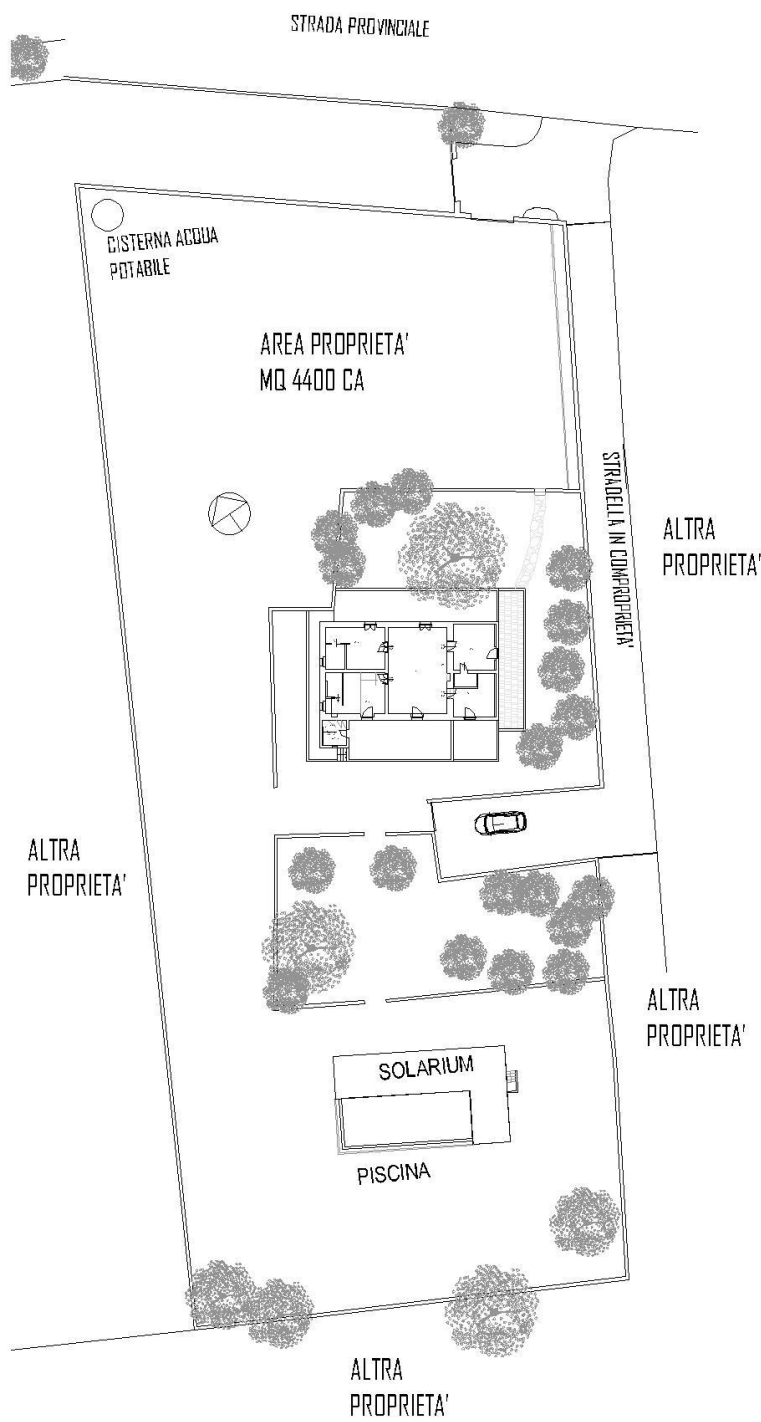 STRADA PROVINCIALE
CISTERNA ACQUA
POTABILE
AREA PROPRIETA'
MQ 4400 CA
STRADELLA IN COMPROPRIETA'
ALTRA
PROPRIETA'
ALTRA
PROPRIETA'
ALTRA
PROPRIETA'
SOLARIUM
PISCINA
ALTRA
PROPRIETA'